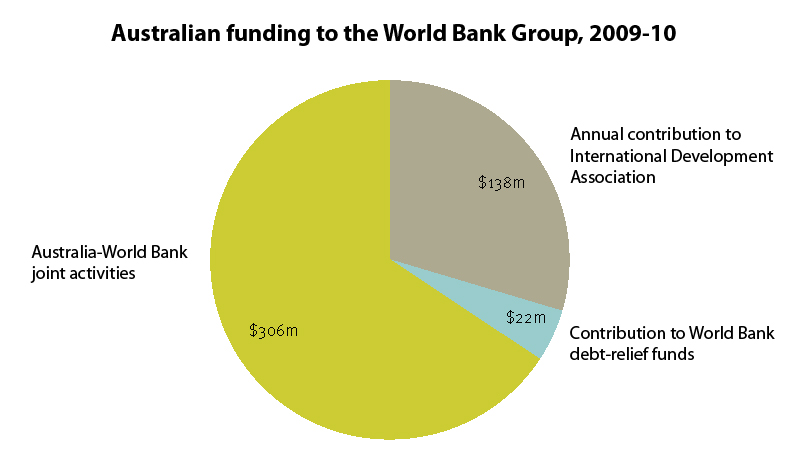 Australian funding to the World Bank Group, 2009-10
Annual contribution to
International Development
Association
$138m
Australia-World Bank
joint activities
$306m
$22m
Contribution to World Bank
debt-relief funds